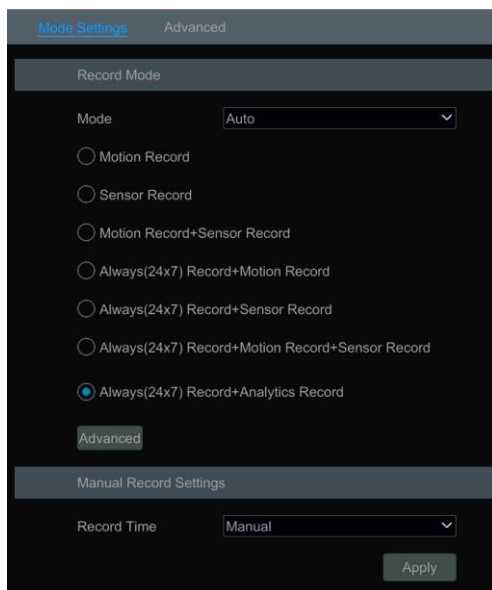 Mode Settings Advanced
Record Mode
Mode Auto
Motion Record
Sensor Record
Motion Record+Sensor Record
Always(24x7) Record+Motion Record
Always(24x7) Record+Sensor Record
Always(24x7) Record+Motion Record+Sensor Record
Always(24x7) Record+Analytics Record
Advanced
Manual Record Settings
Record Time Manual
Apply